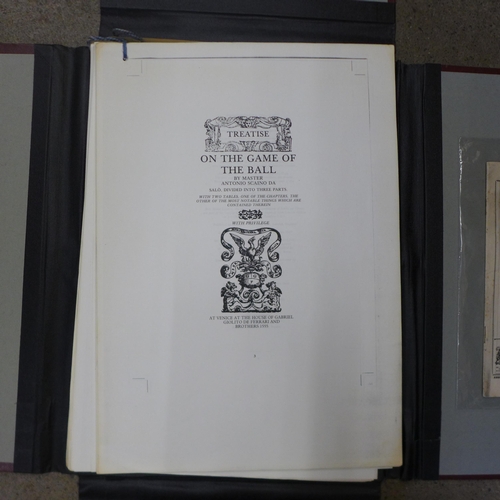 TREATISE
ON THE GAME OF
THE BALL
BY MASTER
ANTONIO SCAINO DA
SALO. DIVIDED INTO THREE PARTS.
WITH TWO TABLES, ONE OF THE CHAPTERS, THE
OTHER OF THE MOST NOTABLE THINGS WHICH ARE
CONTAINED THEREIN
WITH PRIVILEGE
AT VENICE AT THE HOUSE OF GABRIEL
GIOLITO DE FERRARI AND
BROTHERS 1555